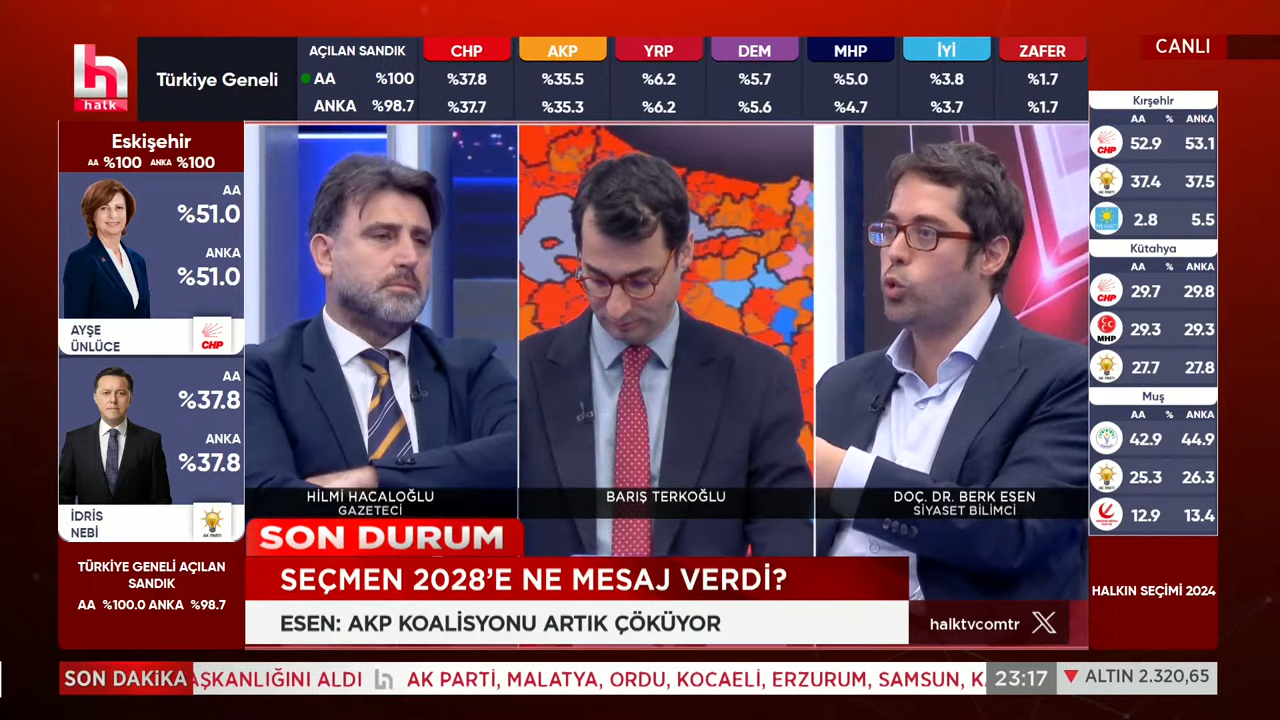 halk
Türkiye Geneli
AÇILAN SANDIK CHP AKP YRP DEM MHP İYİ ZAFER
AA %100 %37.8 %35.5 %6.2 %5.7 %5.0 %3.8 %1.7
ANKA %98.7 %37.7 %35.3 %6.2 %5.6 %4.7 %3.7 %1.7
CANLI
Eskişehir
AA %100 ANKA %100
AA
%51.0
ANKA
%51.0
AYŞE
ÜNLÜCE
CHP
AA
%37.8
ANKA
%37.8
İDRİS
NEBİ
AK PARTİ
TÜRKİYE GENELİ AÇILAN
SANDIK
AA %100.0 ANKA %98.7
Kırşehir
AA % ANKA
CHP 52.9 53.1
AK PARTİ 37.4 37.5
2.8 5.5
Kütahya
AA % ANKA
CHP 29.7 29.8
MHP 29.3 29.3
AK PARTİ 27.7 27.8
Muş
AA % ANKA
42.9 44.9
AK PARTİ 25.3 26.3
12.9 13.4
HALKIN SEÇİMİ 2024
HİLMİ HACALOĞLU
GAZETECİ
BARIŞ TERKOĞLU
DOÇ. DR. BERK ESEN
SİYASET BİLİMCİ
SON DURUM
SEÇMEN 2028'E NE MESAJ VERDİ?
ESEN: AKP KOALİSYONU ARTIK ÇÖKÜYOR
halktvcomtr X
SON DAKİKA AŞKANLIĞINI ALDI h AK PARTİ, MALATYA, ORDU, KOCAELİ, ERZURUM, SAMSUN, K 23:17 ▼ ALTIN 2.320,65